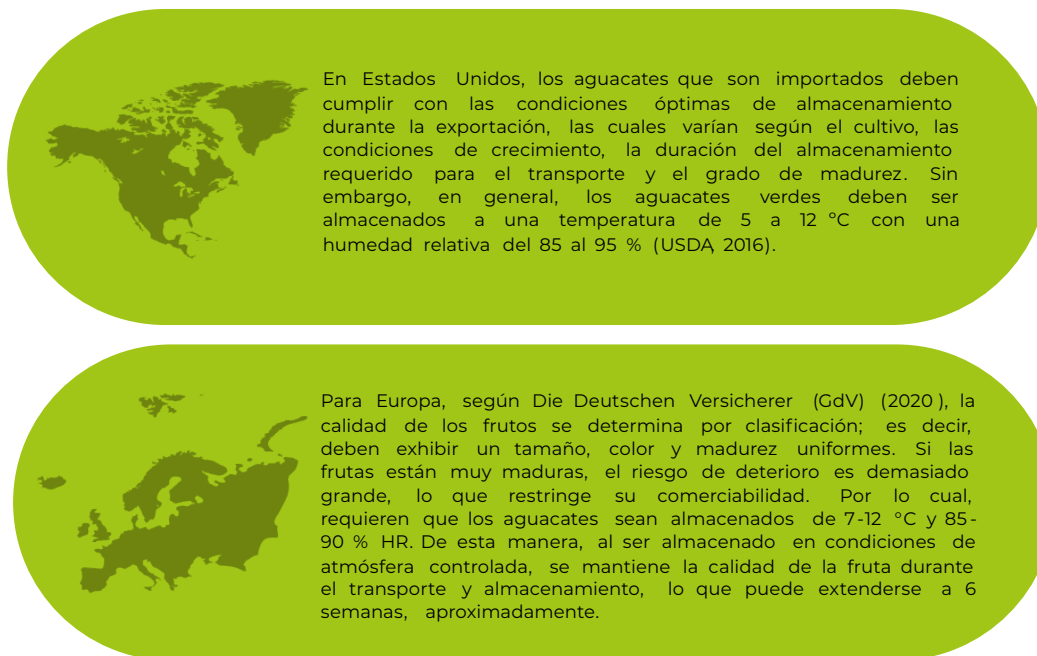 En Estados Unidos, los aguacates que son importados deben
cumplir con las condiciones óptimas de almacenamiento
durante la exportación, las cuales varían según el cultivo, las
condiciones de crecimiento, la duración del almacenamiento
requerido para el transporte y el grado de madurez. Sin
embargo, en general, los aguacates verdes deben ser
almacenados a una temperatura de 5 a 12 °C con una
humedad relativa del 85 al 95 % (USDA, 2016).
Para Europa, según Die Deutschen Versicherer (GdV) (2020), la
calidad de los frutos se determina por clasificación; es decir,
deben exhibir un tamaño, color y madurez uniformes. Si las
frutas están muy maduras, el riesgo de deterioro es demasiado
grande, lo que restringe su comerciabilidad. Por lo cual,
requieren que los aguacates sean almacenados de 7-12 °C y 85-
90 % HR. De esta manera, al ser almacenado en condiciones de
atmósfera controlada, se mantiene la calidad de la fruta durante
el transporte y almacenamiento, lo que puede extenderse a 6
semanas, aproximadamente.